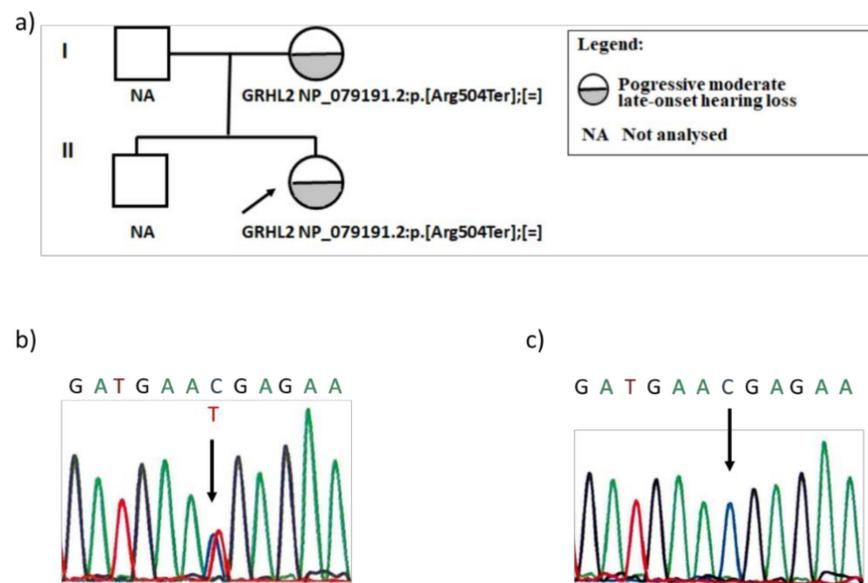 a)
I
NA
GRHL2 NP_079191.2:p.[Arg504Ter];[=]
II
NA
GRHL2 NP_079191.2:p.[Arg504Ter];[=]
Legend:
Pogressive moderate
late-onset hearing loss
NA Not analysed
b)
G A T G A A C G A G A A
T
c)
G A T G A A C G A G A A